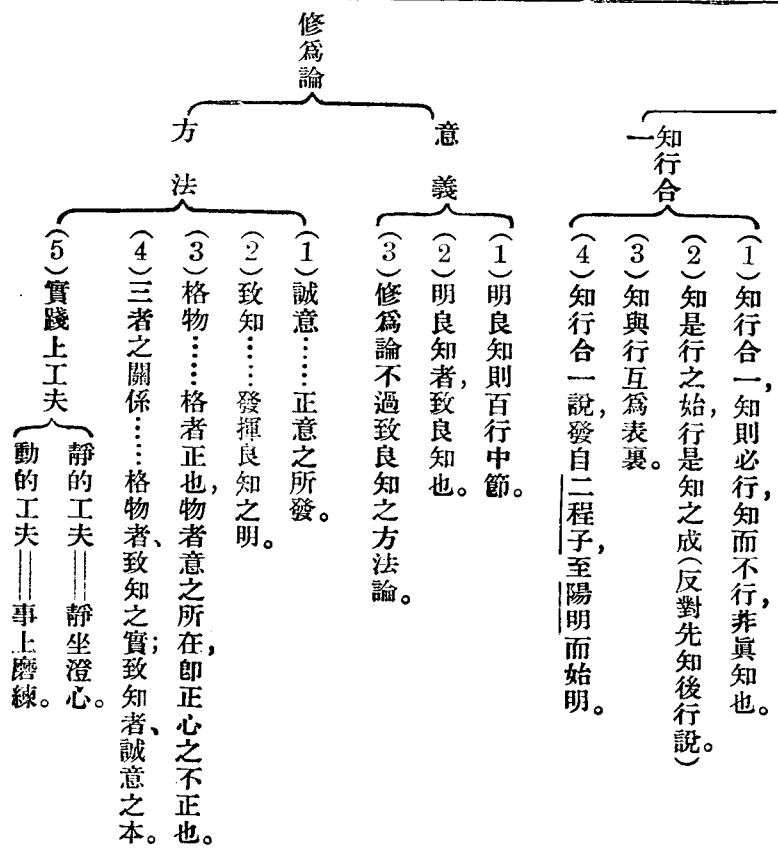 知行合一
(1)知行合一,知則必行,知而不行,非眞知也。
(2)知是行之始,行是知之成(反對先知後行說。)
(3)知與行互爲表裏。
(4)知行合一說,發自二程子,至陽明而始明。
修爲論
意義
(1)明良知則百行中節。
(2)明良知者,致良知也。
(3)修爲論不過致良知之方法論。
方法
(1)誠意……正意之所發。
(2)致知……發揮良知之明。
(3)格物……格者正也,物者意之所在,卽正心之不正也。
(4)三者之關係……格物者、致知之實;致知者、誠意之本。
(5)實踐上工夫
靜的工夫＝＝靜坐澄心。
動的工夫＝＝事上磨練。